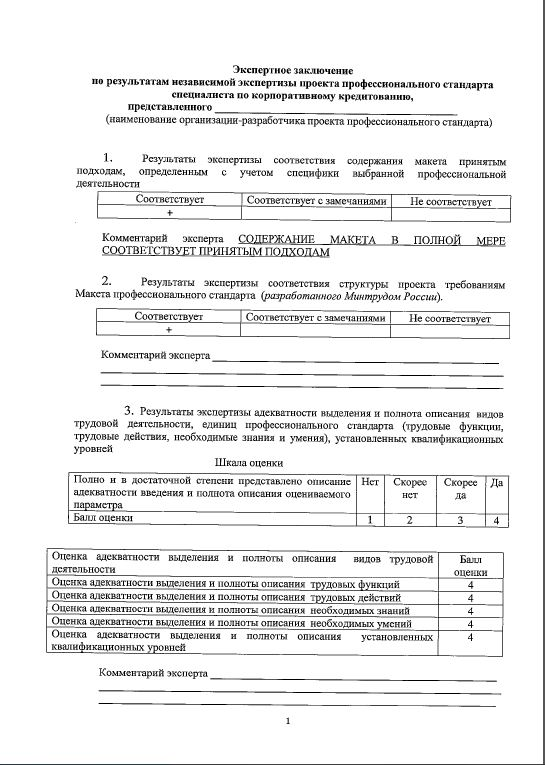 Экспертное заключение
по результатам независимой экспертизы проекта профессионального стандарта
специалиста по корпоративному кредитованию,
представленного ________________________________________
(наименование организации-разработчика проекта профессионального стандарта)
1. Результаты экспертизы соответствия содержания макета принятым
подходам, определенным с учетом специфики выбранной профессиональной
деятельности
Соответствует Соответствует с замечаниями Не соответствует
+
Комментарий эксперта СОДЕРЖАНИЕ МАКЕТА В ПОЛНОЙ МЕРЕ
СООТВЕТСТВУЕТ ПРИНЯТЫМ ПОДХОДАМ
2. Результаты экспертизы соответствия структуры проекта требованиям
Макета профессионального стандарта (разработанного Минтрудом России).
Соответствует Соответствует с замечаниями Не соответствует
+
Комментарий эксперта ________________________________________
3. Результаты экспертизы адекватности выделения и полнота описания видов
трудовой деятельности, единиц профессионального стандарта (трудовые функции,
трудовые действия, необходимые знания и умения), установленных квалификационных
уровней
Шкала оценки
Полно и в достаточной степени представлено описание Нет Скорее Скорее Да
адекватности введения и полнота описания оцениваемого нет да
параметра
Балл оценки 1 2 3 4
Оценка адекватности выделения и полноты описания видов трудовой Балл
деятельности оценки
Оценка адекватности выделения и полноты описания трудовых функций 4
Оценка адекватности выделения и полноты описания трудовых действий 4
Оценка адекватности выделения и полноты описания необходимых знаний 4
Оценка адекватности выделения и полноты описания необходимых умений 4
Оценка адекватности выделения и полноты описания установленных 4
квалификационных уровней
Комментарий эксперта ________________________________________
1